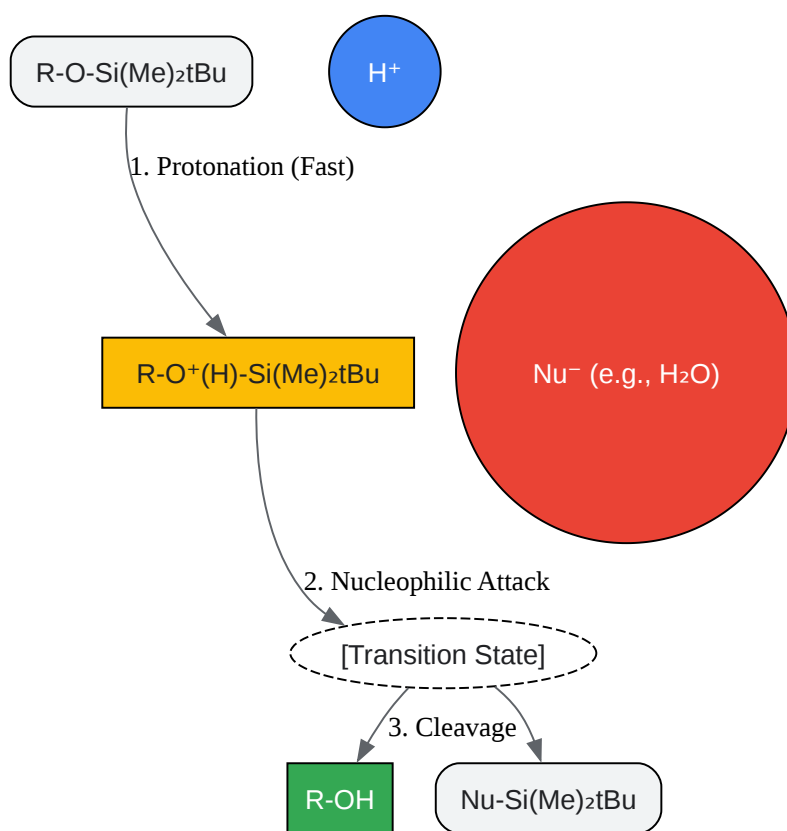 R-O-Si(Me)₂tBu
H⁺
1. Protonation (Fast)
R-O⁺(H)-Si(Me)₂tBu
Nu⁻ (e.g., H₂O)
2. Nucleophilic Attack
[Transition State]
3. Cleavage
R-OH
Nu-Si(Me)₂tBu